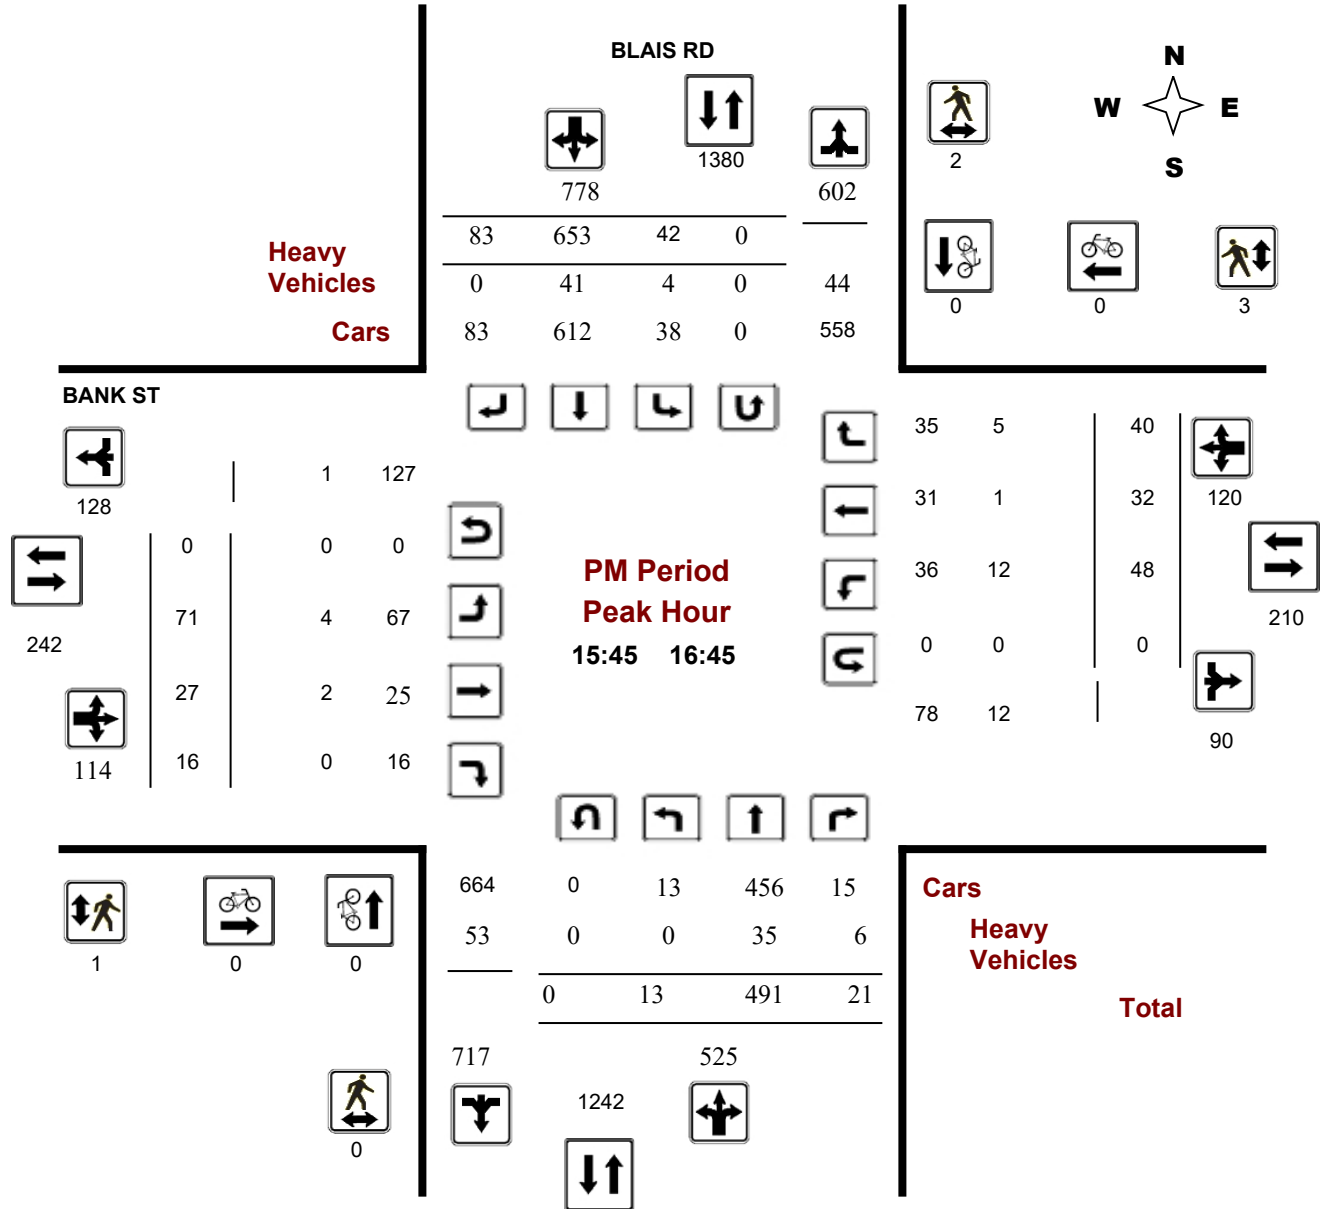 BLAIS RD
N
W E
S
1380
2
778
602
83 653 42 0
Heavy
Vehicles
0 41 4 0 44
0 0 3
Cars
83 612 38 0 558
BANK ST
35 5 40
1 127
128
31 1 32 120
0 0 0
PM Period
36 12 48
Peak Hour
71 4 67
210
242
15:45 16:45
0 0 0
27 2 25
78 12
90
114
16 0 16
664 0 13 456 15
Cars
53 0 0 35 6
Heavy
Vehicles
1 0 0
0 13 491 21
Total
717 525
1242
0